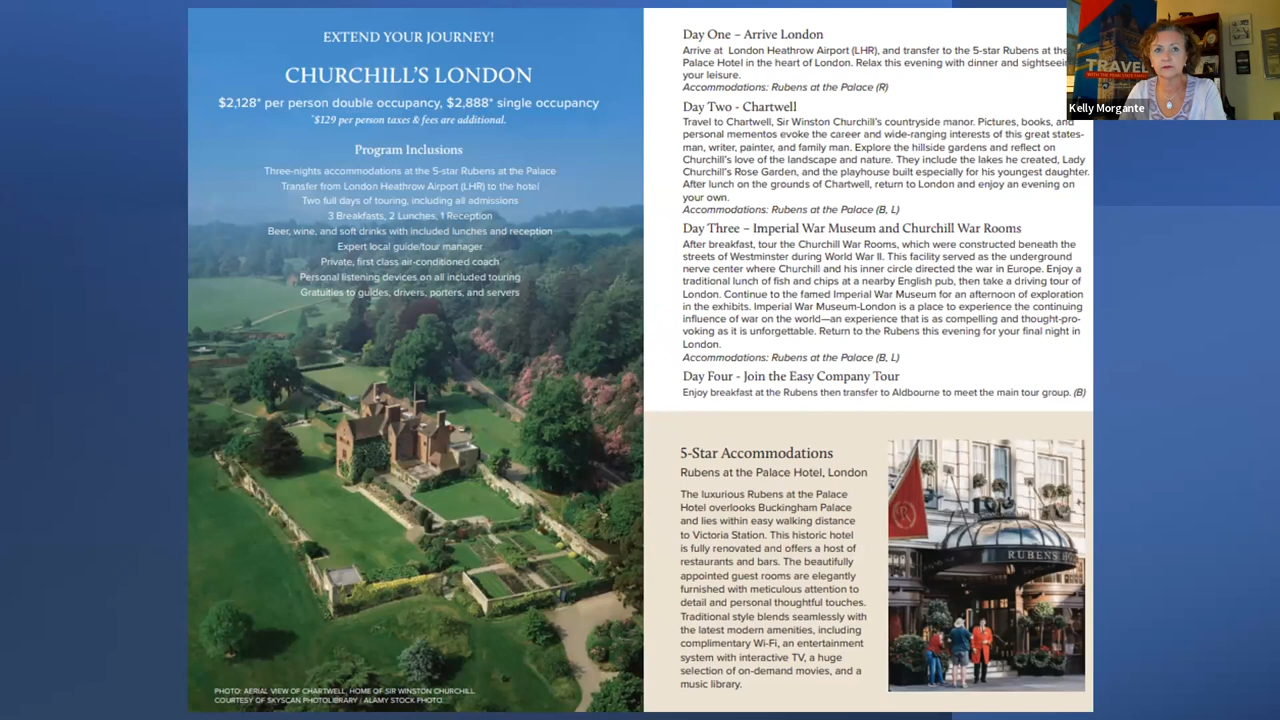 EXTEND YOUR JOURNEY!
CHURCHILL'S LONDON
$2,128* per person double occupancy, $2,888* single occupancy
*$129 per person taxes & fees are additional.
Program Inclusions
Three-nights accommodations at the 5-star Rubens at the Palace
Transfer from London Heathrow Airport (LHR) to the hotel
Two full days of touring, including all admissions
3 Breakfasts, 2 Lunches, 1 Reception
Beer, wine, and soft drinks with included lunches and reception
Expert local guide/tour manager
Private, first class air-conditioned coach
Personal listening devices on all included touring
Gratuities to guides, drivers, porters, and servers
PHOTO: AERIAL VIEW OF CHARTWELL, HOME OF SIR WINSTON CHURCHILL
COURTESY OF SKYSCAN PHOTOLIBRARY / ALAMY STOCK PHOTO.
Day One – Arrive London
Arrive at London Heathrow Airport (LHR), and transfer to the 5-star Rubens at the
Palace Hotel in the heart of London. Relax this evening with dinner and sightseein
your leisure.
Accommodations: Rubens at the Palace (R)
Day Two - Chartwell
Travel to Chartwell, Sir Winston Churchill's countryside manor. Pictures, books, and
personal mementos evoke the career and wide-ranging interests of this great states-
man, writer, painter, and family man. Explore the hillside gardens and reflect on
Churchill's love of the landscape and nature. They include the lakes he created, Lady
Churchill's Rose Garden, and the playhouse built especially for his youngest daughter.
After lunch on the grounds of Chartwell, return to London and enjoy an evening on
your own.
Accommodations: Rubens at the Palace (B, L)
Day Three – Imperial War Museum and Churchill War Rooms
After breakfast, tour the Churchill War Rooms, which were constructed beneath the
streets of Westminster during World War II. This facility served as the underground
nerve center where Churchill and his inner circle directed the war in Europe. Enjoy a
traditional lunch of fish and chips at a nearby English pub, then take a driving tour of
London. Continue to the famed Imperial War Museum for an afternoon of exploration
in the exhibits. Imperial War Museum-London is a place to experience the continuing
influence of war on the world—an experience that is as compelling and thought-pro-
voking as it is unforgettable. Return to the Rubens this evening for your final night in
London.
Accommodations: Rubens at the Palace (B, L)
Day Four - Join the Easy Company Tour
Enjoy breakfast at the Rubens then transfer to Aldbourne to meet the main tour group. (B)
5-Star Accommodations
Rubens at the Palace Hotel, London
The luxurious Rubens at the Palace
Hotel overlooks Buckingham Palace
and lies within easy walking distance
to Victoria Station. This historic hotel
is fully renovated and offers a host of
restaurants and bars. The beautifully
appointed guest rooms are elegantly
furnished with meticulous attention to
detail and personal thoughtful touches.
Traditional style blends seamlessly with
the latest modern amenities, including
complimentary Wi-Fi, an entertainment
system with interactive TV, a huge
selection of on-demand movies, and a
music library.
RUBENS HO
TRAVEL
Kelly Morgante